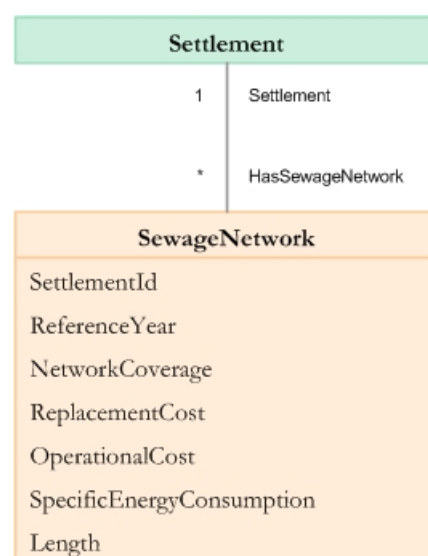 Settlement
1 Settlement
* HasSewageNetwork
SewageNetwork
SettlementId
ReferenceYear
NetworkCoverage
ReplacementCost
OperationalCost
SpecificEnergyConsumption
Length